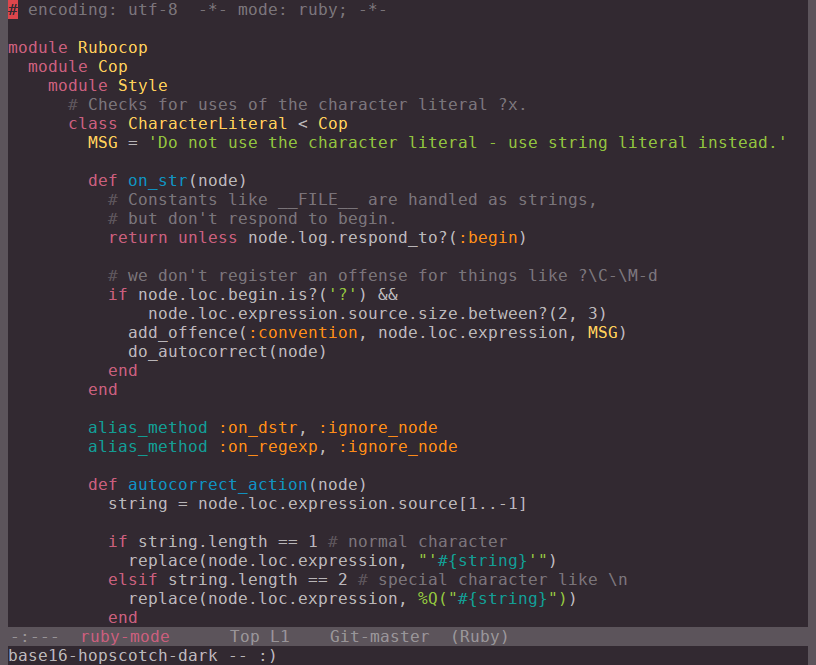 # encoding: utf-8  -*- mode: ruby; -*-

module Rubocop
  module Cop
    module Style
      # Checks for uses of the character literal ?x.
      class CharacterLiteral < Cop
        MSG = 'Do not use the character literal - use string literal instead.'

        def on_str(node)
          # Constants like __FILE__ are handled as strings,
          # but don't respond to begin.
          return unless node.log.respond_to?(:begin)

          # we don't register an offense for things like ?\C-\M-d
          if node.loc.begin.is?('?') &&
              node.loc.expression.source.size.between?(2, 3)
            add_offence(:convention, node.loc.expression, MSG)
            do_autocorrect(node)
          end
        end

        alias_method :on_dstr, :ignore_node
        alias_method :on_regexp, :ignore_node

        def autocorrect_action(node)
          string = node.loc.expression.source[1..-1]

          if string.length == 1 # normal character
            replace(node.loc.expression, "'#{string}'")
          elsif string.length == 2 # special character like \n
            replace(node.loc.expression, %Q("#{string}"))
          end
-:---  ruby-mode      Top L1    Git-master  (Ruby)
base16-hopscotch-dark -- :)